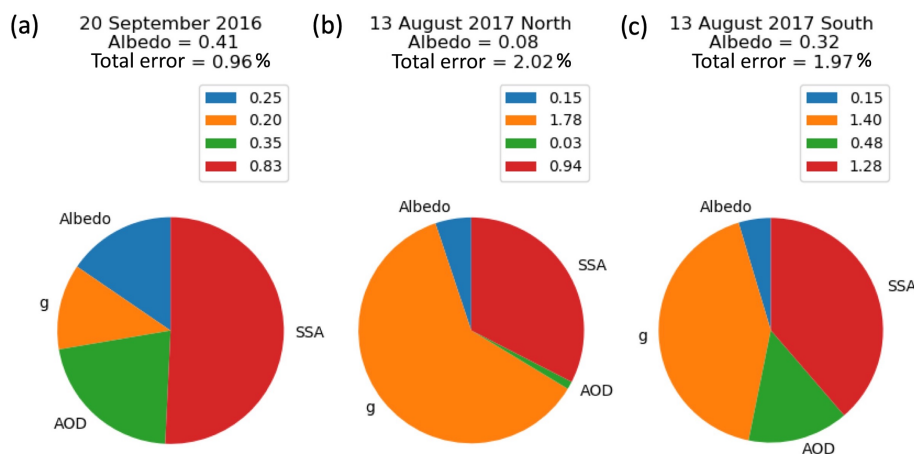 (a)
20 September 2016
Albedo = 0.41
Total error = 0.96%
0.25
0.20
0.35
0.83
Albedo
g
AOD
SSA
(b)
13 August 2017 North
Albedo = 0.08
Total error = 2.02%
0.15
1.78
0.03
0.94
Albedo
SSA
AOD
g
(c)
13 August 2017 South
Albedo = 0.32
Total error = 1.97%
0.15
1.40
0.48
1.28
Albedo
SSA
g
AOD